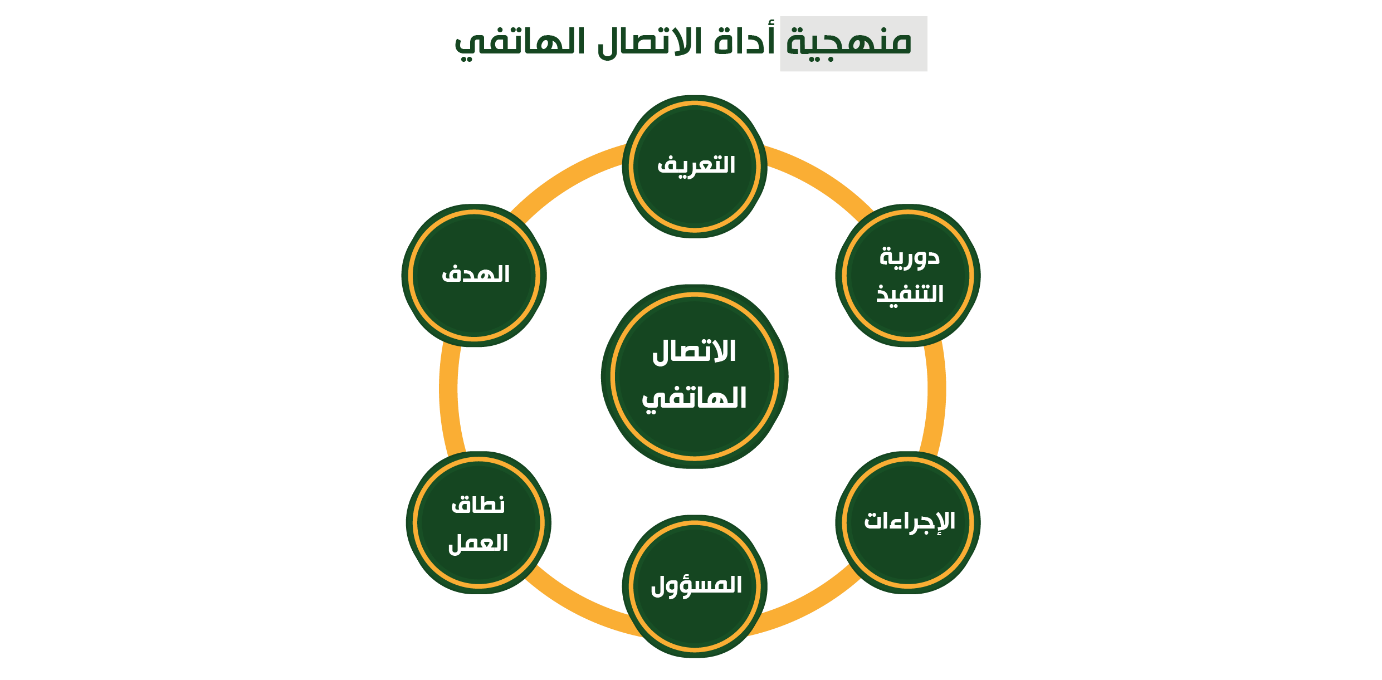 منهجية أداة الاتصال الهاتفي
التعريف
دورية
التنفيذ
الهدف
الاتصال
الهاتفي
الإجراءات
نطاق
العمل
المسؤول